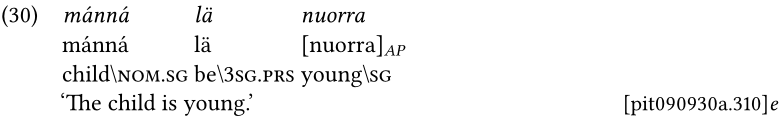 (30) mánná lä nuorra
mánná lä [nuorra]AP
child\NOM.SG be\3SG.PRS young\SG
‘The child is young.’ [pit090930a.310]e